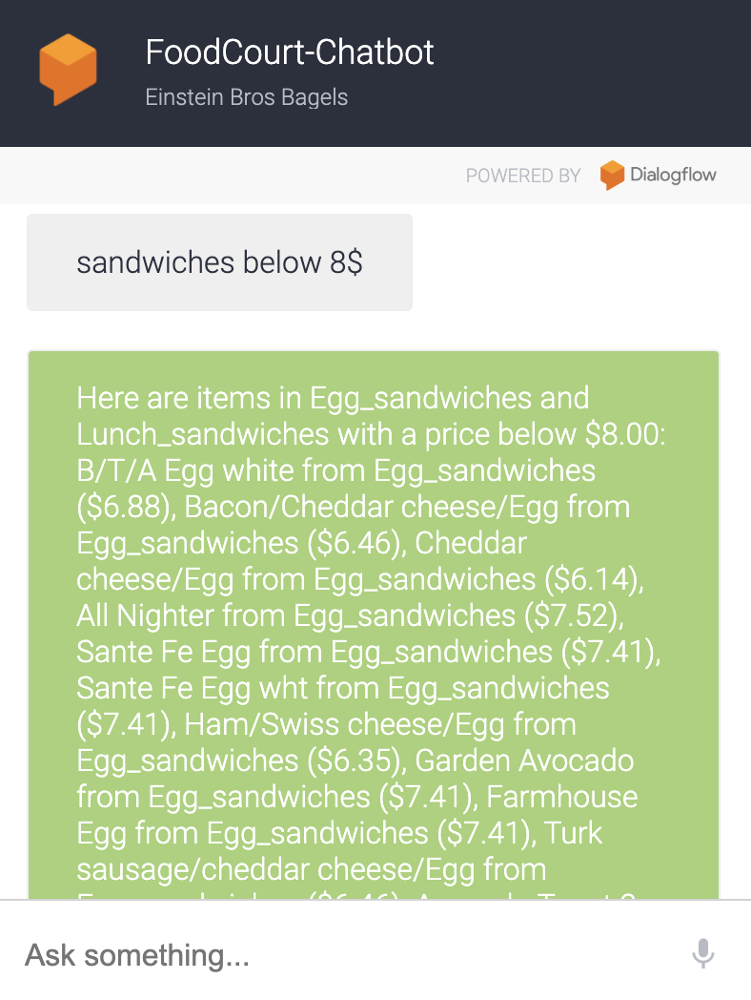 FoodCourt-Chatbot
Einstein Bros Bagels
POWERED BY Dialogflow
sandwiches below 8$
Here are items in Egg_sandwiches and
Lunch_sandwiches with a price below $8.00:
B/T/A Egg white from Egg_sandwiches
($6.88), Bacon/Cheddar cheese/Egg from
Egg_sandwiches ($6.46), Cheddar
cheese/Egg from Egg_sandwiches ($6.14),
All Nighter from Egg_sandwiches ($7.52),
Sante Fe Egg from Egg_sandwiches ($7.41),
Sante Fe Egg wht from Egg_sandwiches
($7.41), Ham/Swiss cheese/Egg from
Egg_sandwiches ($6.35), Garden Avocado
from Egg_sandwiches ($7.41), Farmhouse
Egg from Egg_sandwiches ($7.41), Turk
sausage/cheddar cheese/Egg from
Ask something...